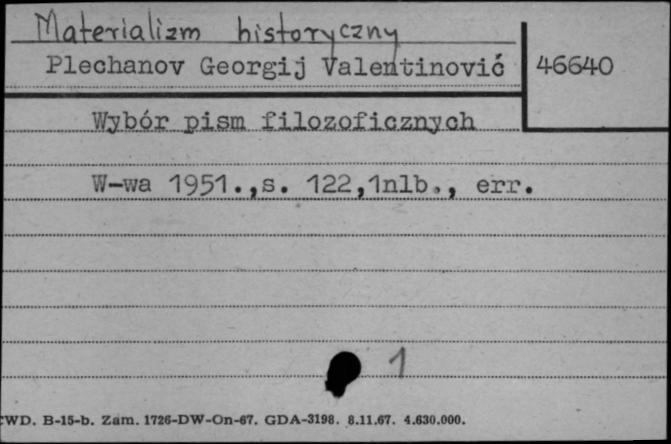 Materializm historyczny
Plechanov Georgij Valentinović 46640
Wybór pism filozoficznych
W-wa 1951.,s. 122,1nlb., err.
1
CWD. B-15-b. Zam. 1726-DW-On-67. GDA-3198. 8.11.67. 4.630.000.